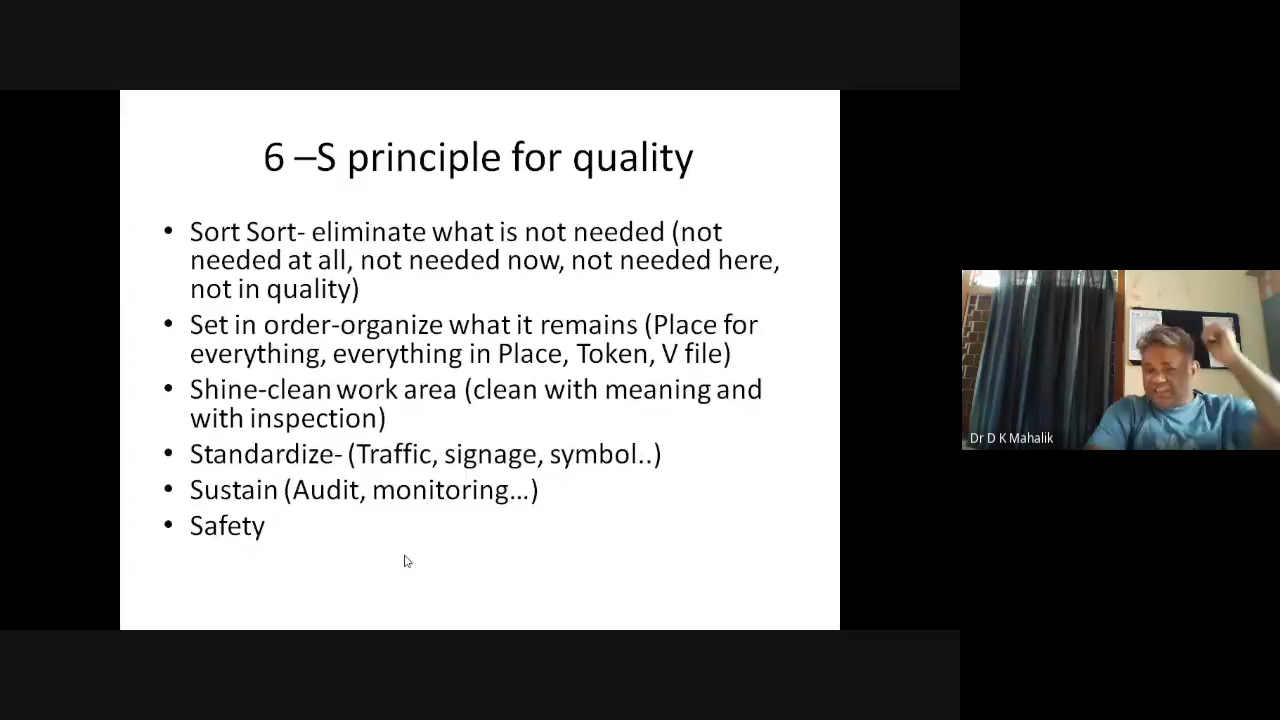 6 –S principle for quality
• Sort Sort- eliminate what is not needed (not
needed at all, not needed now, not needed here,
not in quality)
• Set in order-organize what it remains (Place for
everything, everything in Place, Token, V file)
• Shine-clean work area (clean with meaning and
with inspection)
• Standardize- (Traffic, signage, symbol..)
• Sustain (Audit, monitoring...)
• Safety
Dr D K Mahalik